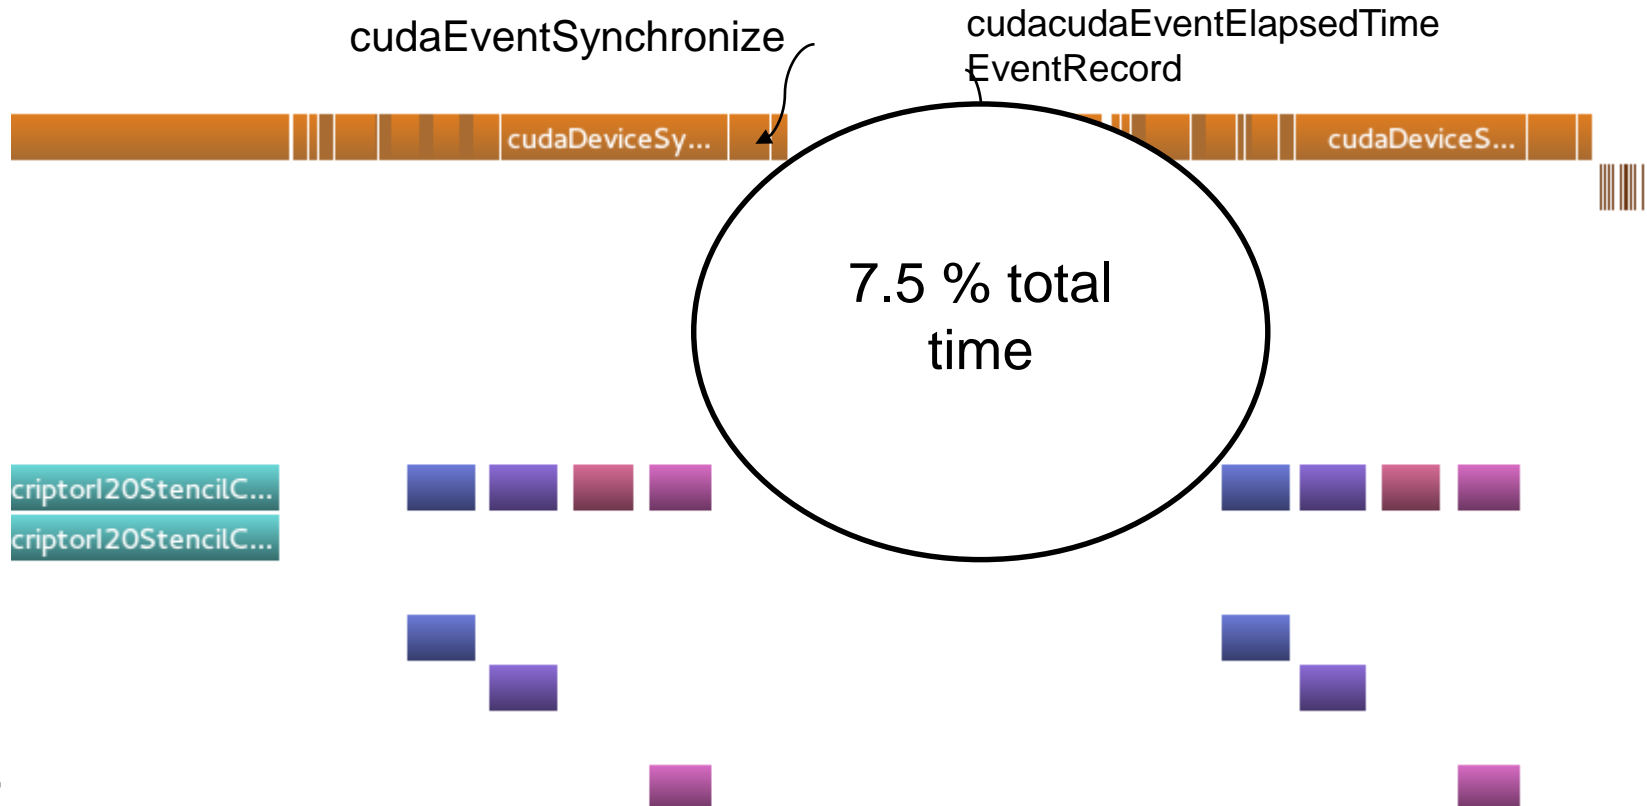 cudaEventSynchronize
cudacudaEventElapsedTime
EventRecord
cudaDeviceSy...
cudaDeviceS...
7.5 % total
time
criptorI20StencilC...
criptorI20StencilC...